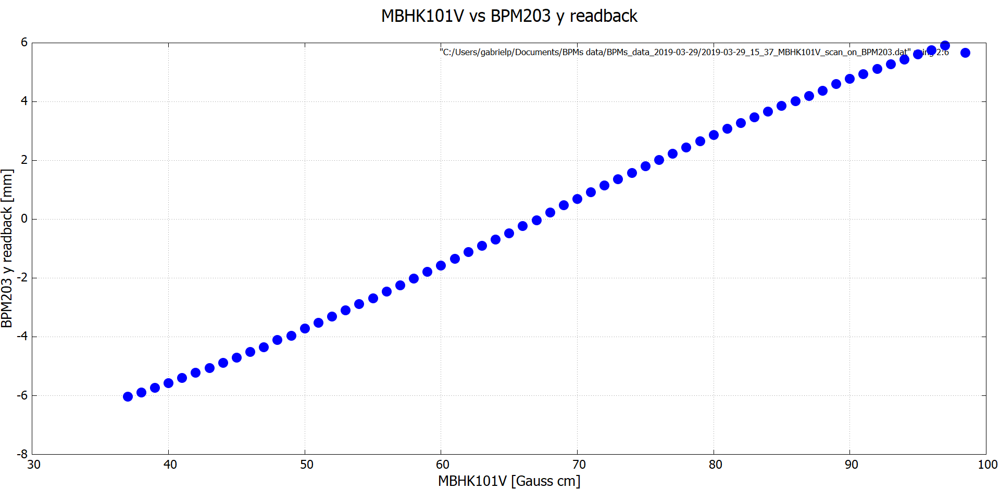 MBHK101V vs BPM203 y readback
"C:/Users/gabrielp/Documents/BPMs data/BPMs_data_2019-03-29/2019-03-29_15_37_MBHK101V_scan_on_BPM203.dat" using 2:6
6
4
2
0
-2
-4
-6
-8
BPM203 y readback [mm]
30 40 50 60 70 80 90 100
MBHK101V [Gauss cm]